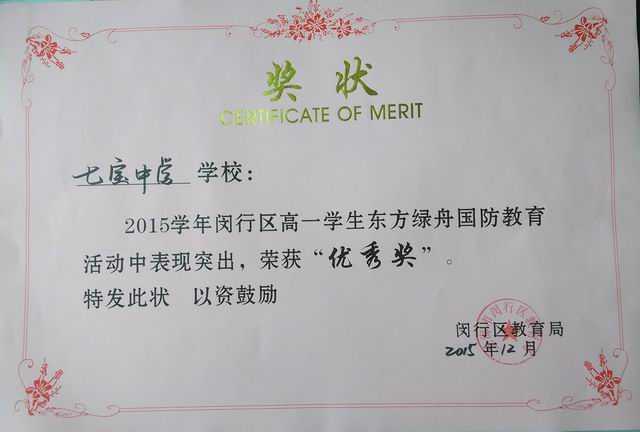 奖状
CERTIFICATE OF MERIT
七宝中学 学校：
2015学年闵行区高一学生东方绿舟国防教育
活动中表现突出，荣获“优秀奖”。
特发此状 以资鼓励
闵行区教育局
2015 年 12 月